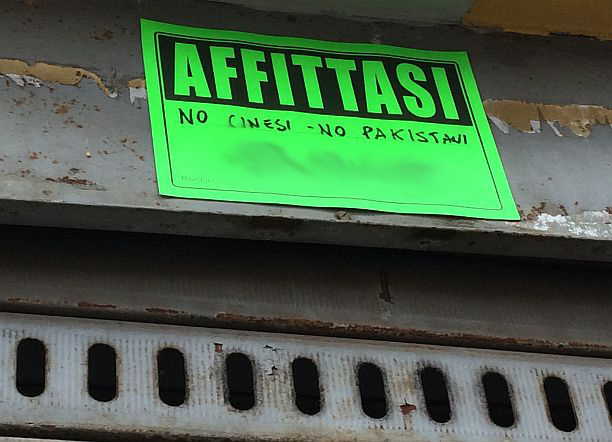 AFFITTASI
NO CINESI - NO PAKISTANI